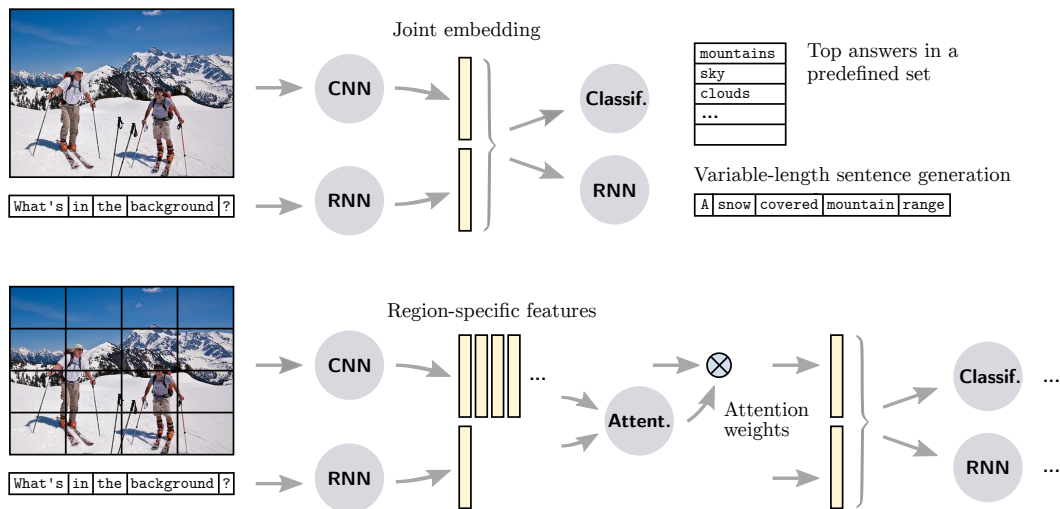 Joint embedding
CNN
RNN
Classif.
RNN
mountains
sky
clouds
...
Top answers in a
predefined set
What's in the background ?
Variable-length sentence generation
A snow covered mountain range
Region-specific features
CNN
RNN
...
Attent.
Attention
weights
Classif. ...
RNN ...
What's in the background ?